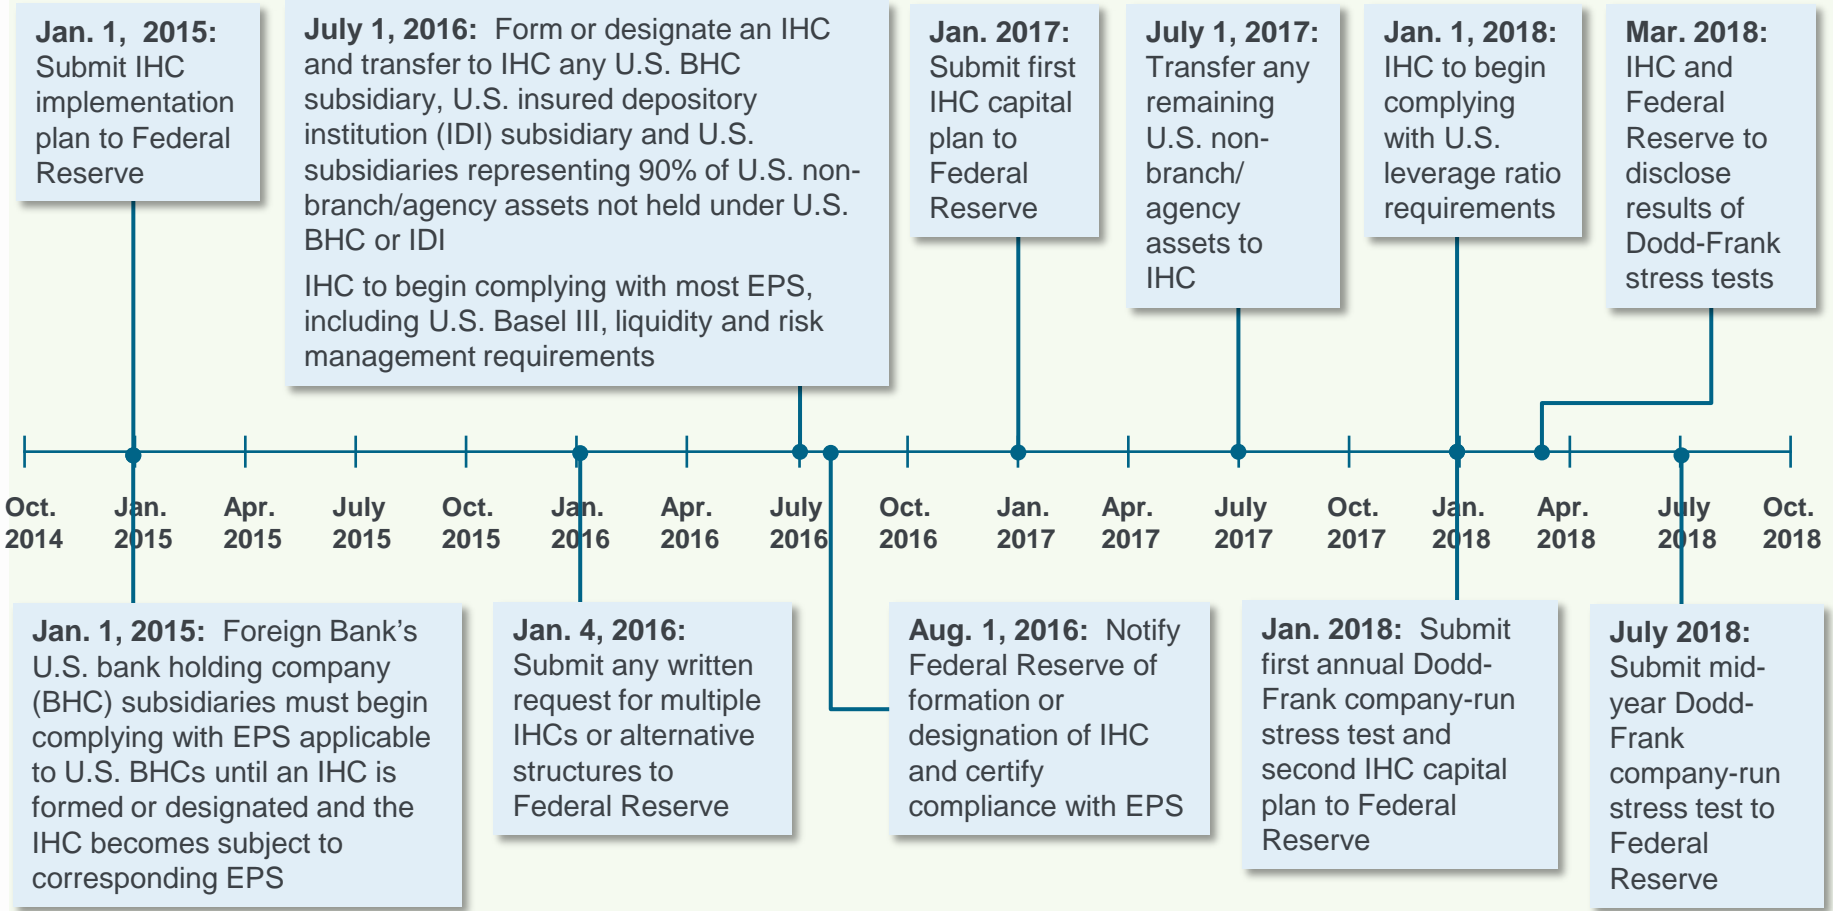 Jan. 1, 2015:
Submit IHC
implementation
plan to Federal
Reserve
July 1, 2016: Form or designate an IHC
and transfer to IHC any U.S. BHC
subsidiary, U.S. insured depository
institution (IDI) subsidiary and U.S.
subsidiaries representing 90% of U.S. non-
branch/agency assets not held under U.S.
BHC or IDI
IHC to begin complying with most EPS,
including U.S. Basel III, liquidity and risk
management requirements
Jan. 2017:
Submit first
IHC capital
plan to
Federal
Reserve
July 1, 2017:
Transfer any
remaining
U.S. non-
branch/
agency
assets to
IHC
Jan. 1, 2018:
IHC to begin
complying
with U.S.
leverage ratio
requirements
Mar. 2018:
IHC and
Federal
Reserve to
disclose
results of
Dodd-Frank
stress tests
Oct. Jan. Apr. July Oct. Jan. Apr. July Oct. Jan. Apr. July Oct. Jan. Apr. July Oct.
2014 2015 2015 2015 2015 2016 2016 2016 2016 2017 2017 2017 2017 2018 2018 2018 2018
Jan. 1, 2015: Foreign Bank's
U.S. bank holding company
(BHC) subsidiaries must begin
complying with EPS applicable
to U.S. BHCs until an IHC is
formed or designated and the
IHC becomes subject to
corresponding EPS
Jan. 4, 2016:
Submit any written
request for multiple
IHCs or alternative
structures to
Federal Reserve
Aug. 1, 2016: Notify
Federal Reserve of
formation or
designation of IHC
and certify
compliance with EPS
Jan. 2018: Submit
first annual Dodd-
Frank company-run
stress test and
second IHC capital
plan to Federal
Reserve
July 2018:
Submit mid-
year Dodd-
Frank
company-run
stress test to
Federal
Reserve